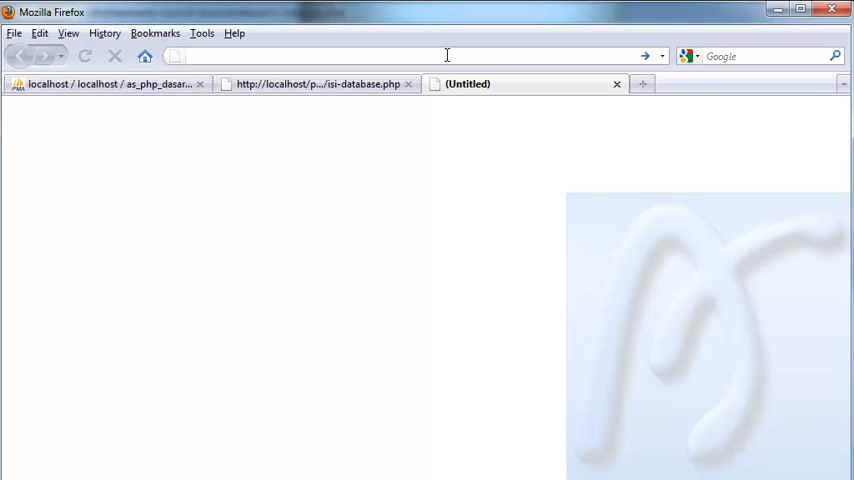 Mozilla Firefox
File Edit View History Bookmarks Tools Help
Google
PMA localhost / localhost / as_php_dasar... http://localhost/p.../isi-database.php (Untitled)